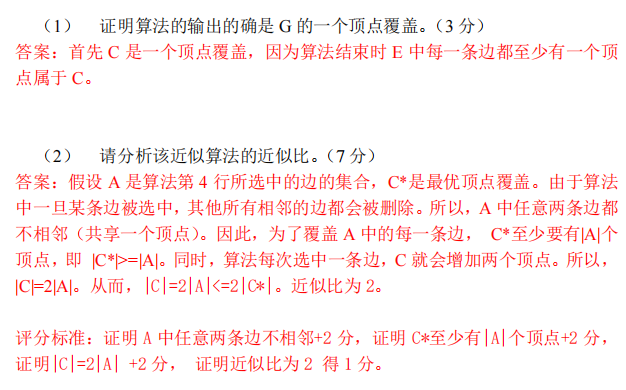 （1） 证明算法的输出的确是 G 的一个顶点覆盖。（3 分）
答案：首先 C 是一个顶点覆盖，因为算法结束时 E 中每一条边都至少有一个顶
点属于 C。
（2） 请分析该近似算法的近似比。（7 分）
答案：假设 A 是算法第 4 行所选中的边的集合，C*是最优顶点覆盖。由于算法
中一旦某条边被选中，其他所有相邻的边都会被删除。所以，A 中任意两条边都
不相邻（共享一个顶点）。因此，为了覆盖 A 中的每一条边， C*至少要有|A|个
顶点，即 |C*|>=|A|。同时，算法每次选中一条边，C 就会增加两个顶点。所以，
|C|=2|A|。从而，|C|=2|A|<=2|C*|。近似比为 2。
评分标准：证明 A 中任意两条边不相邻+2 分，证明 C*至少有|A|个顶点+2 分，
证明|C|=2|A| +2 分， 证明近似比为 2 得 1 分。